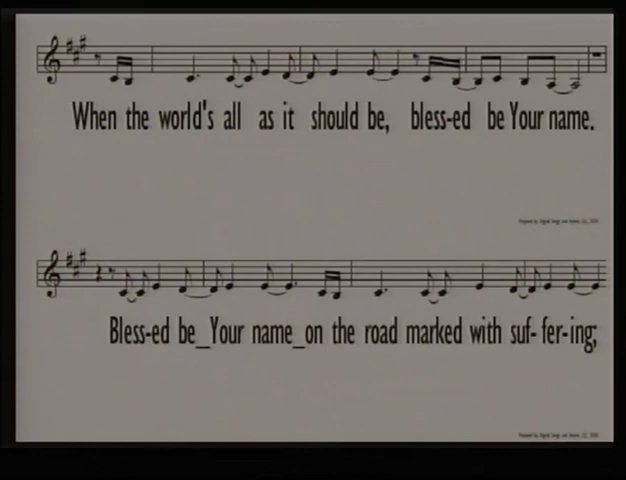 When the world's all as it should be, bless-ed be Your name.
Bless-ed be_Your name_on the road marked with suf-fer-ing;